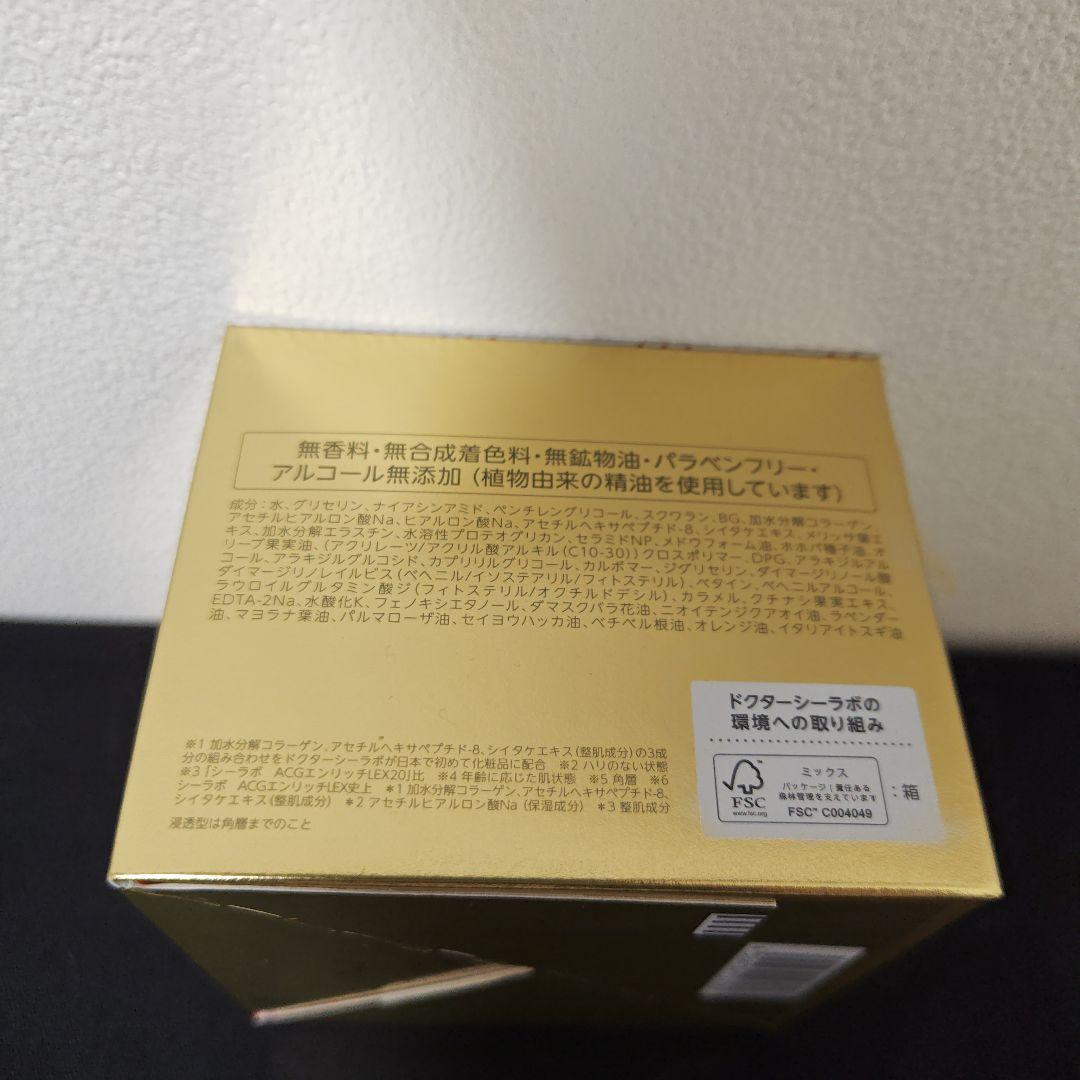 無香料・無合成着色料・無鉱物油・パラベンフリー・
アルコール無添加（植物由来の精油を使用しています）
成分：水、グリセリン、ナイアシンアミド、ペンチレングリコール、スクワラン、BG、加水分解コラーゲン、
アセチルヒアルロン酸Na、ヒアルロン酸Na、アセチルヘキサペプチド-8、シイタケエキス、メリッサ葉エ
キス、加水分解エラスチン、水溶性プロテオグリカン、セラミドNP、メドウフォーム油、ホホバ種子油、オ
リーブ果実油、（アクリレーツ/アクリル酸アルキル（C10-30））クロスポリマー、DPG、アラキジルアル
コール、アラキジルグルコシド、カプリリルグリコール、カルボマー、ジグリセリン、ダイマージリノール酸
ダイマージリノレイルビス（ベヘニル/イソステアリル/フィトステリル）、ベタイン、ベヘニルアルコール、
ラウロイルグルタミン酸ジ（フィトステリル/オクチルドデシル）、カラメル、クチナシ果実エキス、
EDTA-2Na、水酸化K、フェノキシエタノール、ダマスクバラ花油、ニオイテンジクアオイ油、ラベンダー
油、マヨラナ葉油、パルマローザ油、セイヨウハッカ油、ベチベル根油、オレンジ油、イタリアイトスギ油
※1 加水分解コラーゲン、アセチルヘキサペプチド-8、シイタケエキス（整肌成分）の3成
分の組み合わせをドクターシーラボが日本で初めて化粧品に配合 ※2 ハリのない状態
※3「シーラボ ACGエンリッチLEX20」比 ※4 年齢に応じた肌状態 ※5 角層 ※6
シーラボ ACGエンリッチLEX史上 ＊1 加水分解コラーゲン、アセチルヘキサペプチド-8、
シイタケエキス（整肌成分） ＊2 アセチルヒアルロン酸Na（保湿成分） ＊3 整肌成分
浸透型は角層までのこと
ドクターシーラボの
環境への取り組み
FSC
www.fsc.org
ミックス
パッケージ｜責任ある
森林管理を支えています
FSC™ C004049
：箱